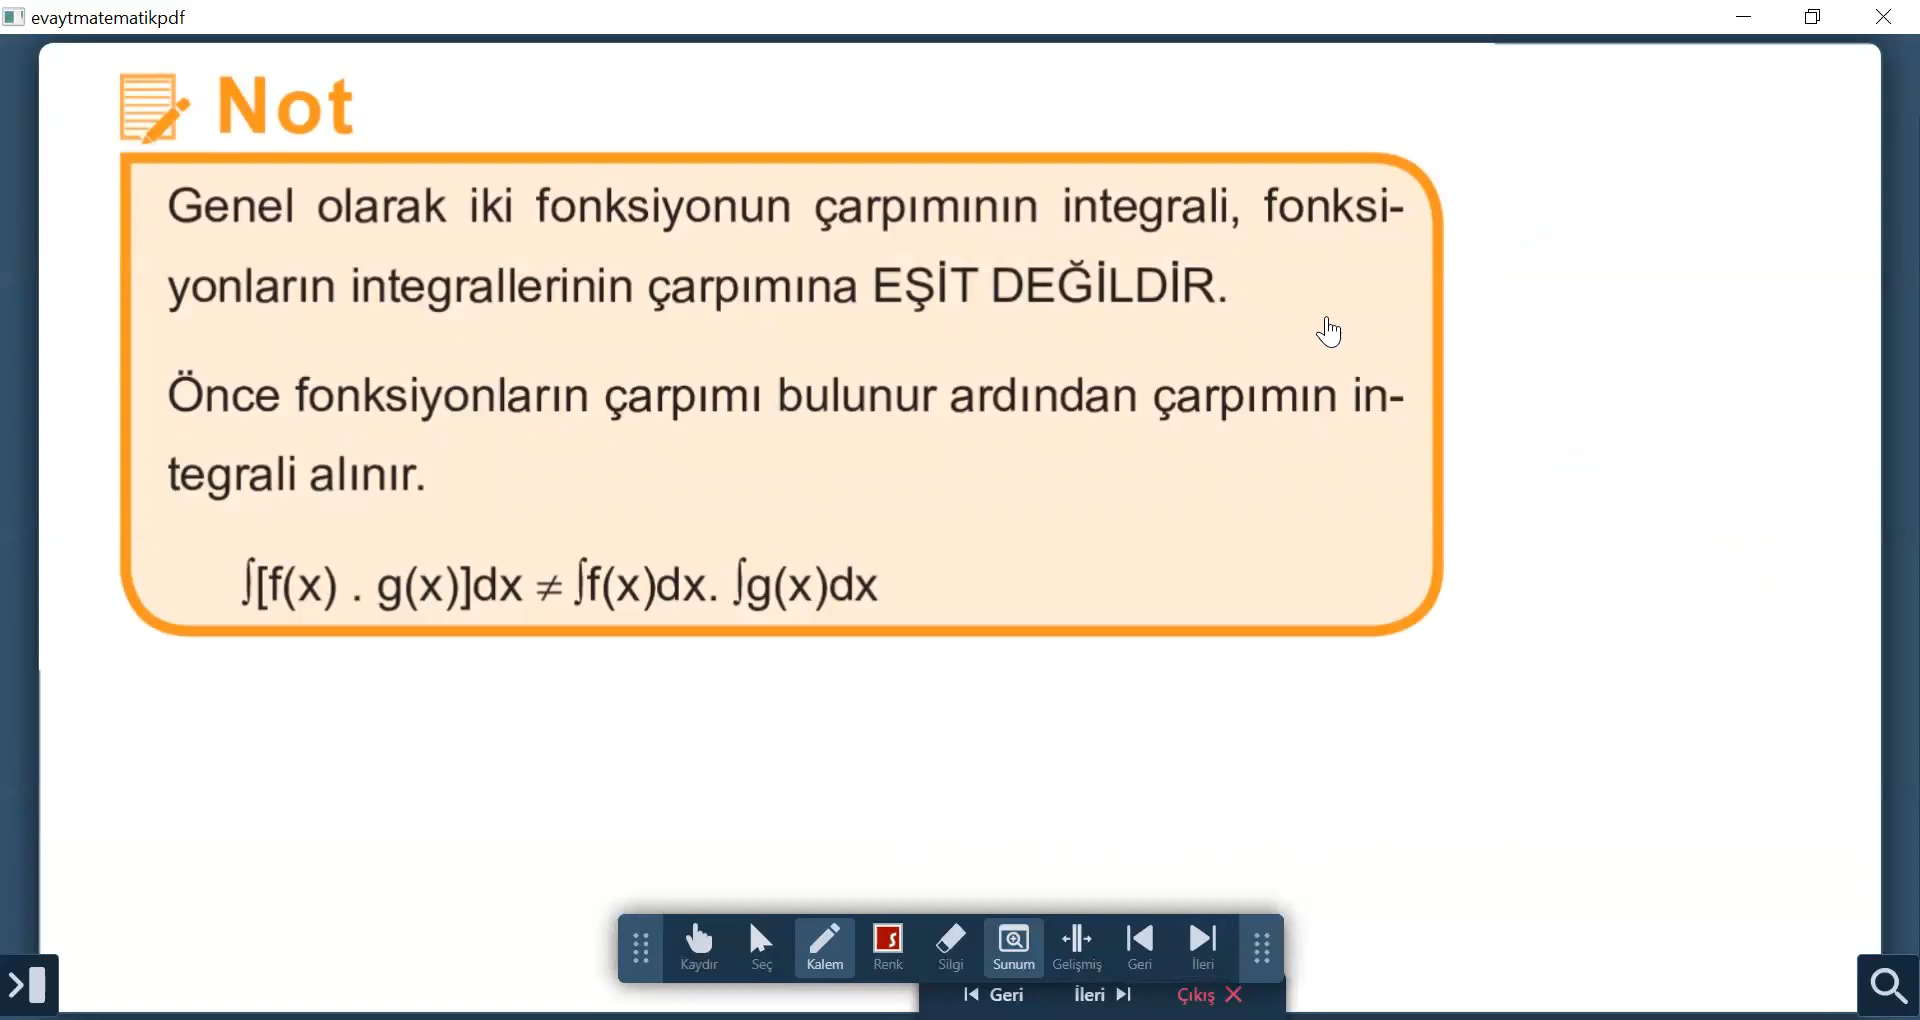 evaytmatematikpdf
Not
Genel olarak iki fonksiyonun çarpımının integrali, fonksi-
yonların integrallerinin çarpımına EŞİT DEĞİLDİR.
Önce fonksiyonların çarpımı bulunur ardından çarpımın in-
tegrali alınır.
∫[f(x) . g(x)]dx ≠ ∫f(x)dx. ∫g(x)dx
Kaydır Seç Kalem Renk Silgi Sunum Gelişmiş Geri İleri
Geri İleri Çıkış